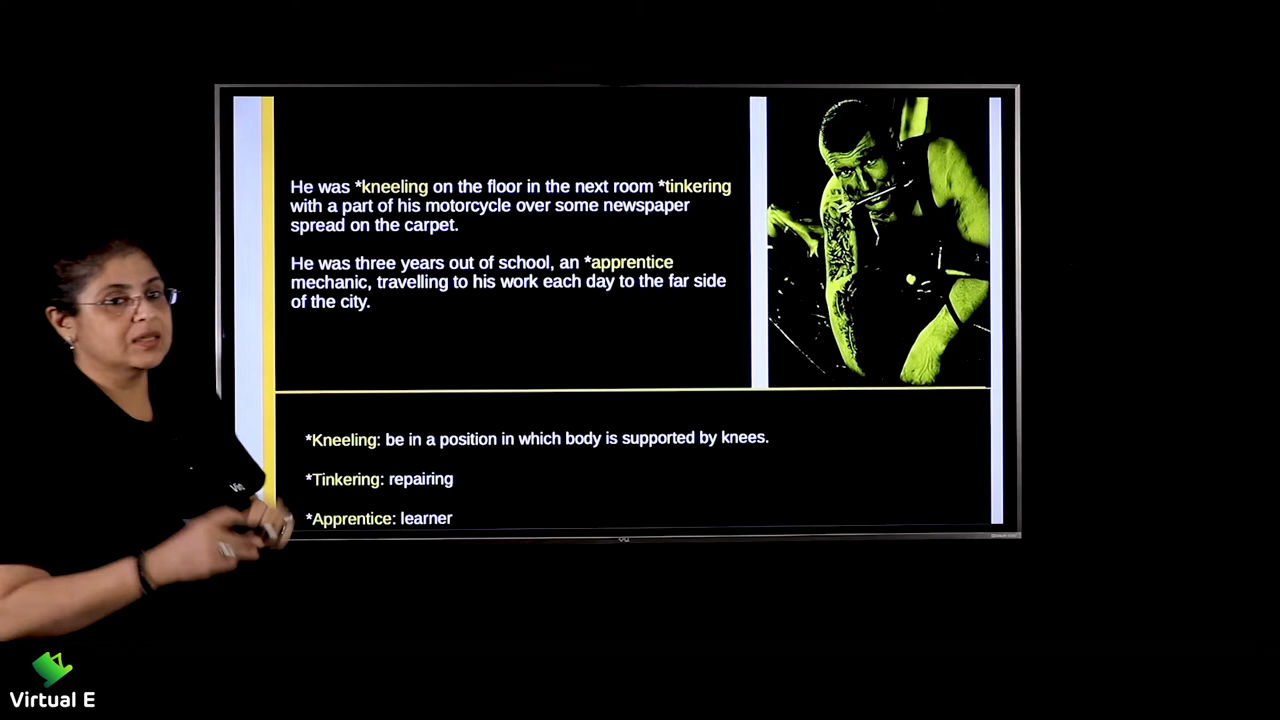 He was *kneeling on the floor in the next room *tinkering
with a part of his motorcycle over some newspaper
spread on the carpet.
He was three years out of school, an *apprentice
mechanic, travelling to his work each day to the far side
of the city.
*Kneeling: be in a position in which body is supported by knees.
*Tinkering: repairing
*Apprentice: learner
Vu
Virtual E